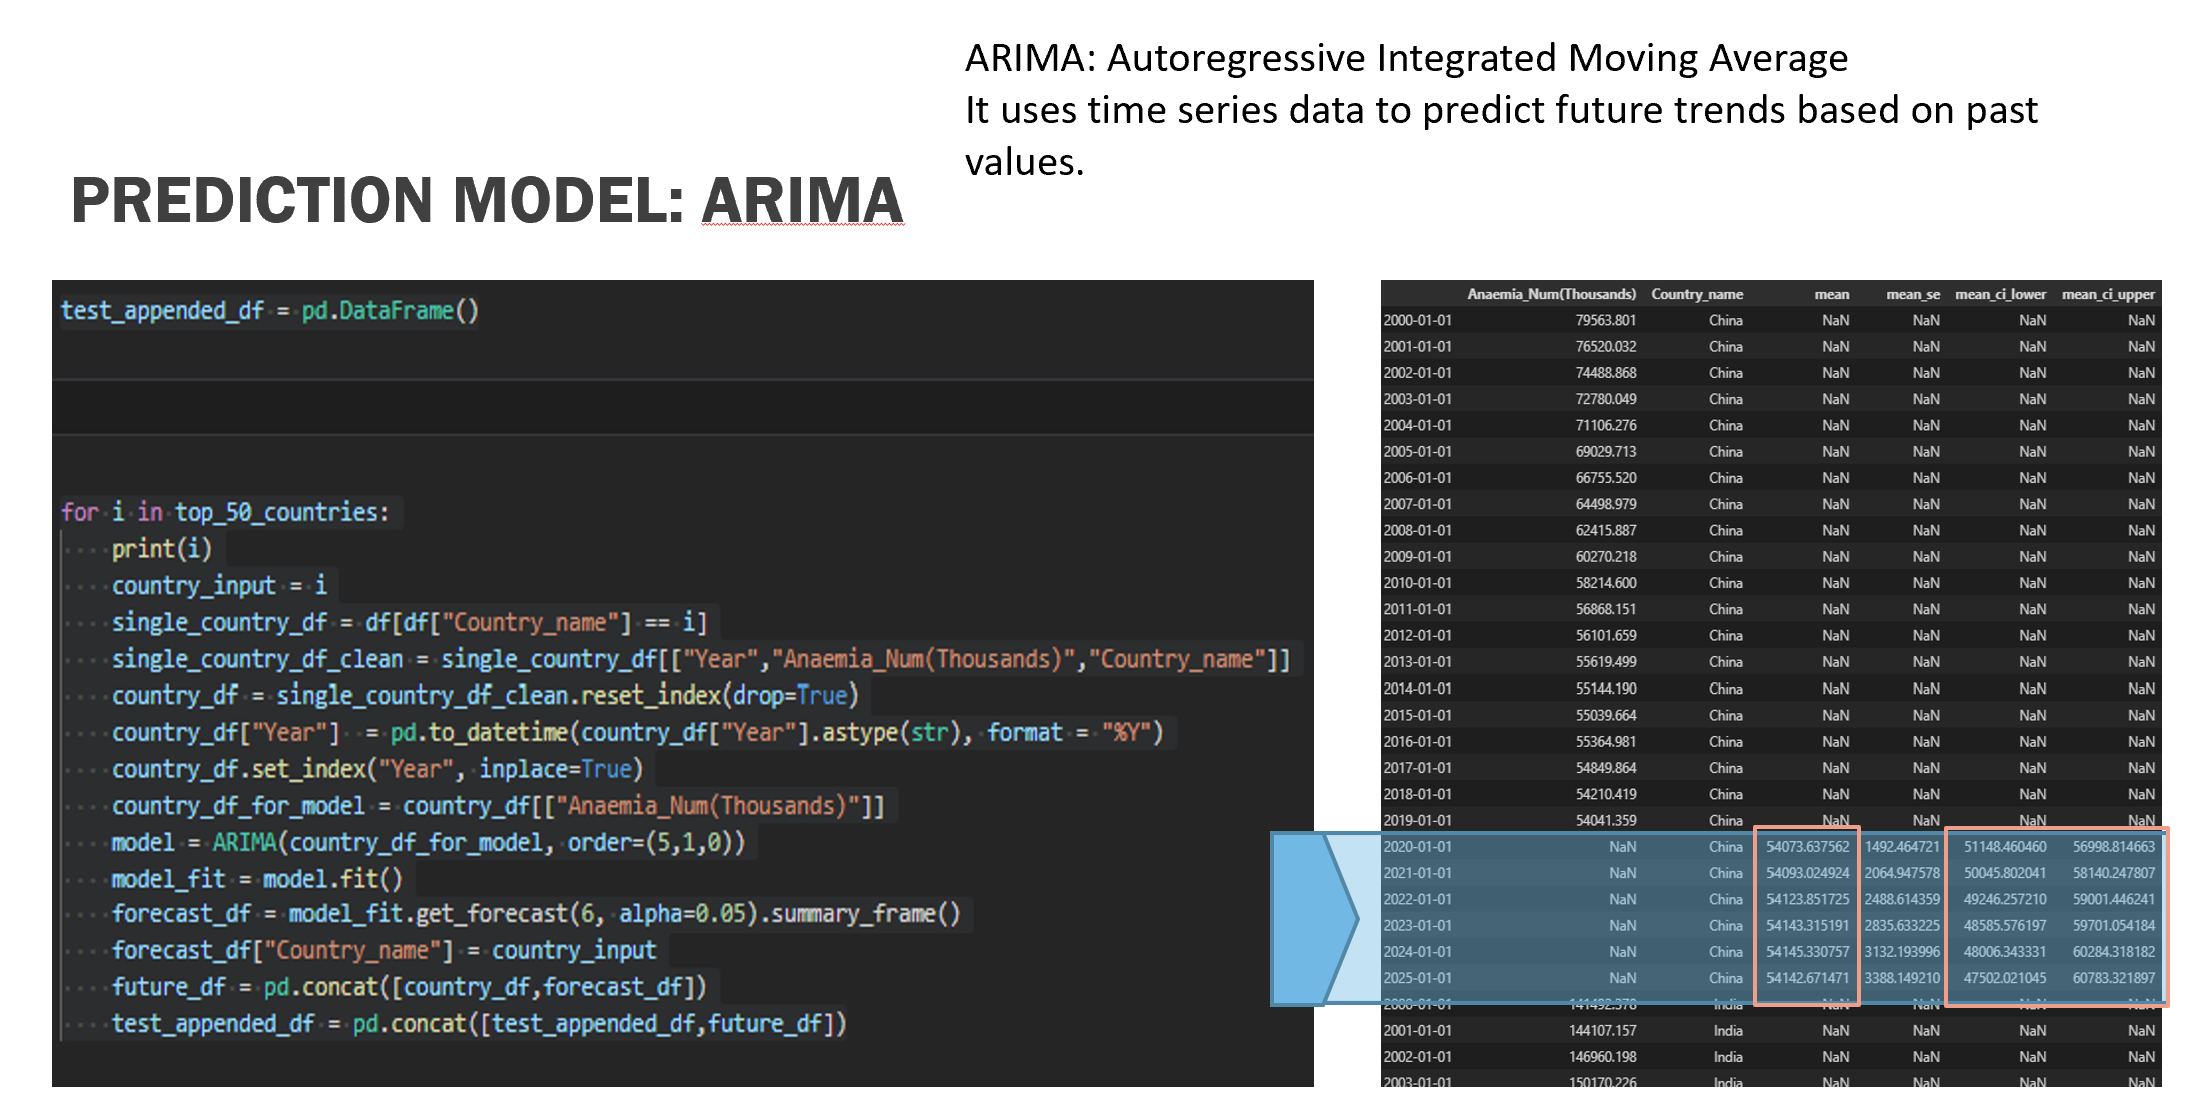 ARIMA: Autoregressive Integrated Moving Average
It uses time series data to predict future trends based on past
values.
PREDICTION MODEL: ARIMA
test_appended_df = pd.DataFrame()
for i in top_50_countries:
    print(i)
    country_input = i
    single_country_df = df[df["Country_name"] == i]
    single_country_df_clean = single_country_df[["Year","Anaemia_Num(Thousands)","Country_name"]]
    country_df = single_country_df_clean.reset_index(drop=True)
    country_df["Year"]  = pd.to_datetime(country_df["Year"].astype(str), format = "%Y")
    country_df.set_index("Year", inplace=True)
    country_df_for_model = country_df[["Anaemia_Num(Thousands)"]]
    model = ARIMA(country_df_for_model, order=(5,1,0))
    model_fit = model.fit()
    forecast_df = model_fit.get_forecast(6, alpha=0.05).summary_frame()
    forecast_df["Country_name"] = country_input
    future_df = pd.concat([country_df,forecast_df])
    test_appended_df = pd.concat([test_appended_df,future_df])
Anaemia_Num(Thousands) Country_name mean mean_se mean_ci_lower mean_ci_upper
2000-01-01 79563.801 China NaN NaN NaN NaN
2001-01-01 76520.032 China NaN NaN NaN NaN
2002-01-01 74488.868 China NaN NaN NaN NaN
2003-01-01 72780.049 China NaN NaN NaN NaN
2004-01-01 71106.276 China NaN NaN NaN NaN
2005-01-01 69029.713 China NaN NaN NaN NaN
2006-01-01 66755.520 China NaN NaN NaN NaN
2007-01-01 64498.979 China NaN NaN NaN NaN
2008-01-01 62415.887 China NaN NaN NaN NaN
2009-01-01 60270.218 China NaN NaN NaN NaN
2010-01-01 58214.600 China NaN NaN NaN NaN
2011-01-01 56868.151 China NaN NaN NaN NaN
2012-01-01 56101.659 China NaN NaN NaN NaN
2013-01-01 55619.499 China NaN NaN NaN NaN
2014-01-01 55144.190 China NaN NaN NaN NaN
2015-01-01 55039.664 China NaN NaN NaN NaN
2016-01-01 55364.981 China NaN NaN NaN NaN
2017-01-01 54849.864 China NaN NaN NaN NaN
2018-01-01 54210.419 China NaN NaN NaN NaN
2019-01-01 54041.359 China NaN NaN NaN NaN
2020-01-01 NaN China 54073.637562 1492.464721 51148.460460 56998.814663
2021-01-01 NaN China 54093.024924 2064.947578 50045.802041 58140.247807
2022-01-01 NaN China 54123.851725 2488.614359 49246.257210 59001.446241
2023-01-01 NaN China 54143.315191 2835.633225 48585.576197 59701.054184
2024-01-01 NaN China 54145.330757 3132.193996 48006.343331 60284.318182
2025-01-01 NaN China 54142.671471 3388.149210 47502.021045 60783.321897
2000-01-01 141492.378 India NaN NaN NaN NaN
2001-01-01 144107.157 India NaN NaN NaN NaN
2002-01-01 146960.198 India NaN NaN NaN NaN
2003-01-01 150170.226 India NaN NaN NaN NaN